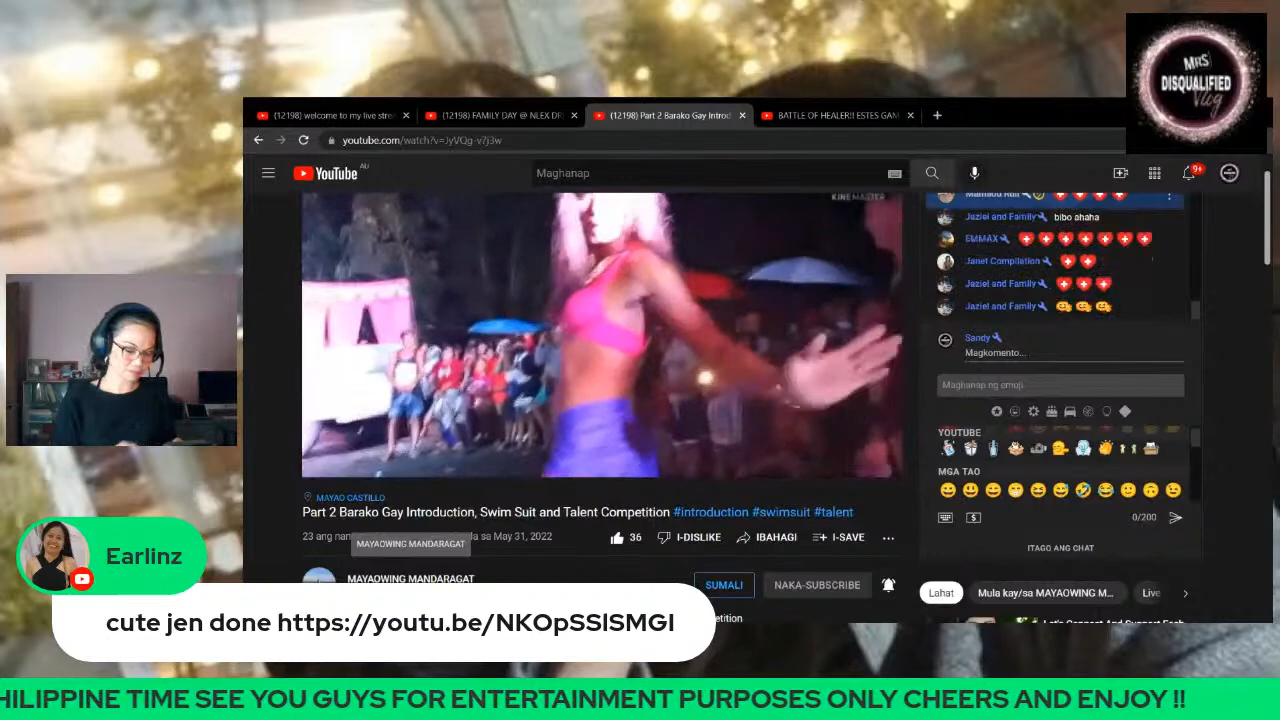 MRS
DISQUALIFIED
Vlog
(12198) welcome to my live stre
(12198) FAMILY DAY @ NLEX DR
(12198) Part 2 Barako Gay Introd
BATTLE OF HEALER!! ESTES GAM
youtube.com/watch?v=JyVQg-v7j3w
YouTube AU
Maghanap
9+
KINEMASTER
Jaziel and Family bibo ahaha
EMMAX
Janet Compilation
Jaziel and Family
Jaziel and Family
Sandy
Magkomento...
Maghanap ng emoji
YOUTUBE
MGA TAO
0/200
ITAGO ANG CHAT
MAYAO CASTILLO
Part 2 Barako Gay Introduction, Swim Suit and Talent Competition #introduction #swimsuit #talent
23 ang
sa May 31, 2022
36
I-DISLIKE
IBAHAGI
I-SAVE
MAYAOWING MANDARAGAT
MAYAOWING MANDARAGAT
SUMALI
NAKA-SUBSCRIBE
Lahat
Mula kay/sa MAYAOWING M...
Live
Earlinz
cute jen done https://youtu.be/NKOpSSlSMGI
PHILIPPINE TIME SEE YOU GUYS FOR ENTERTAINMENT PURPOSES ONLY CHEERS AND ENJOY !!